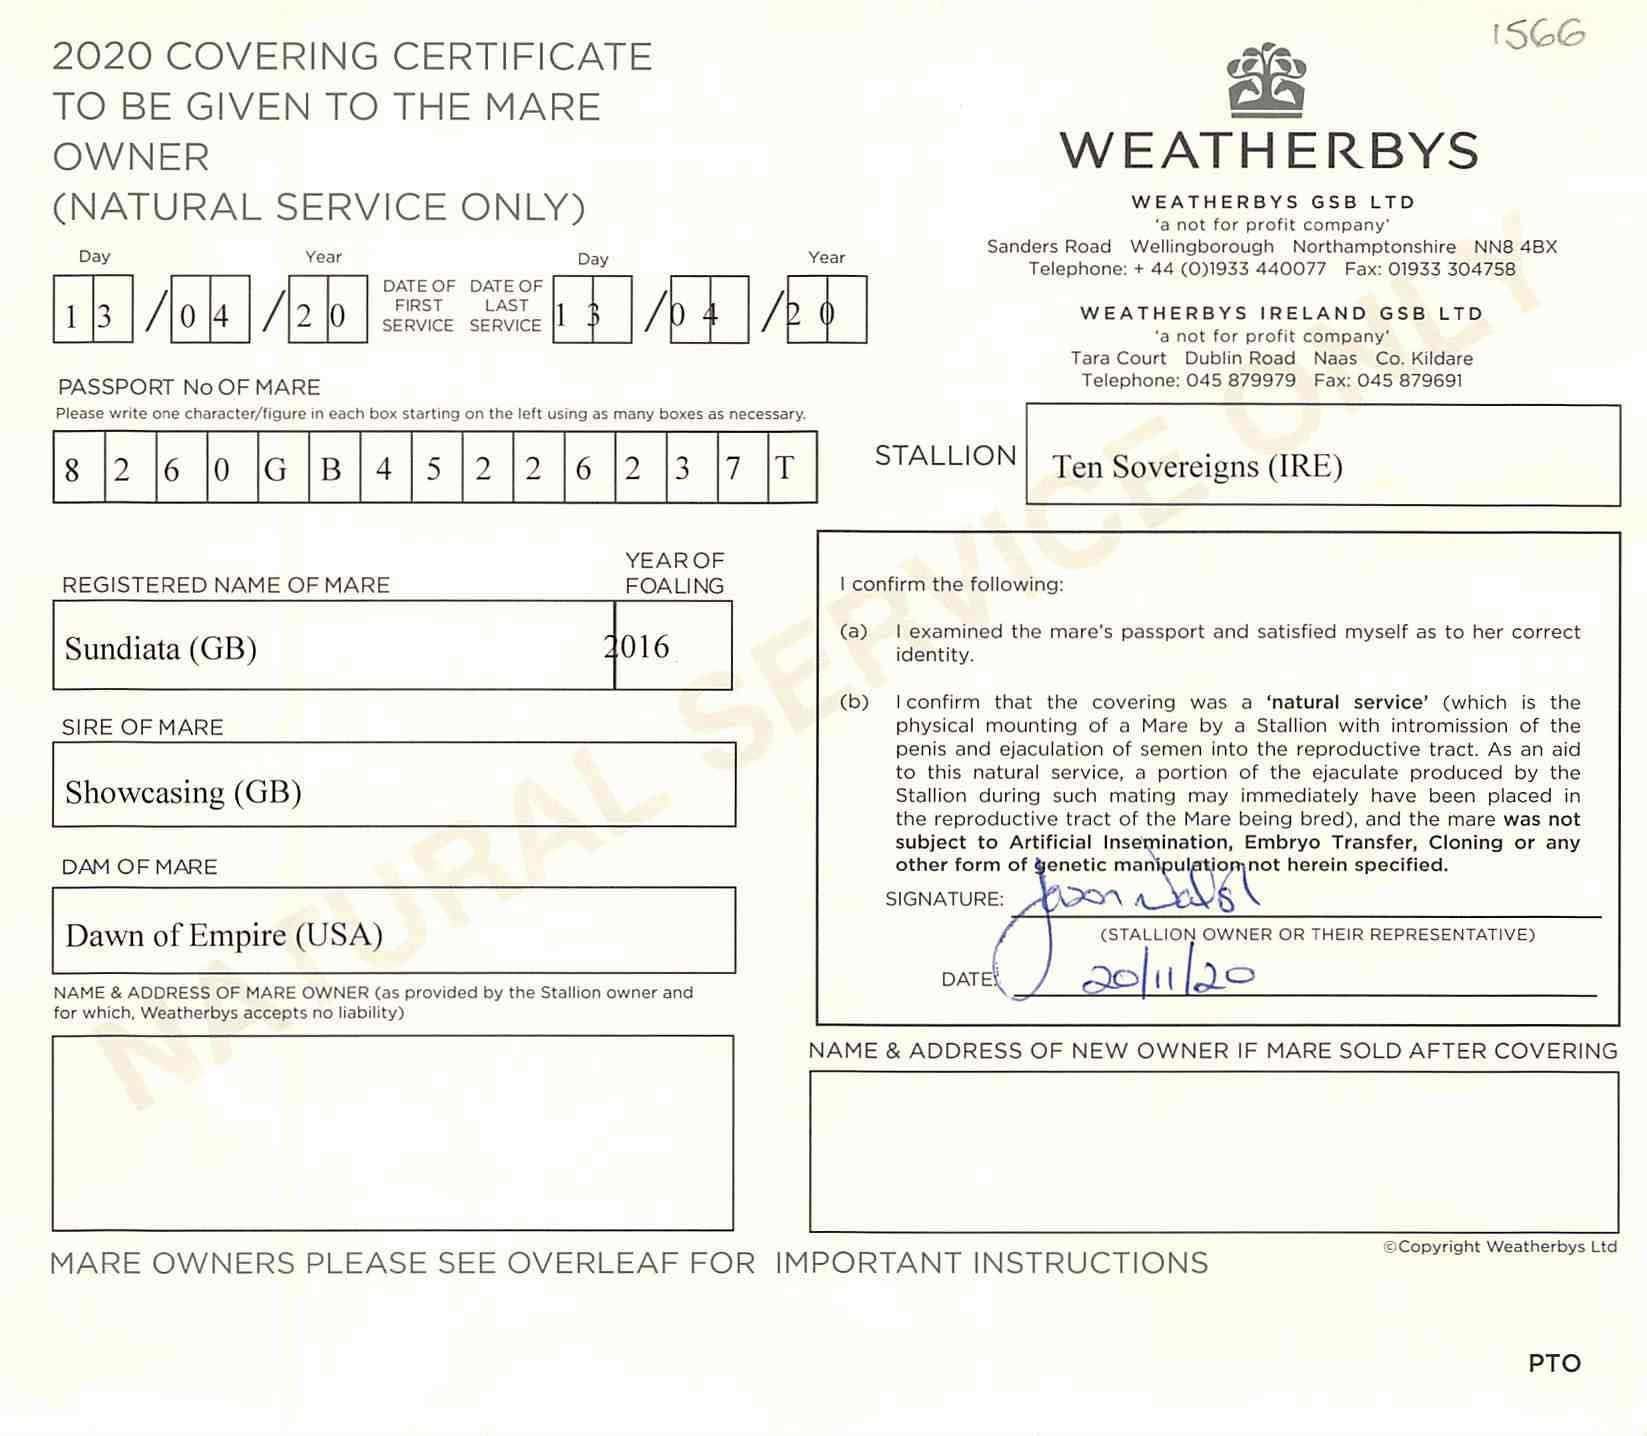 1566
2020 COVERING CERTIFICATE
TO BE GIVEN TO THE MARE
OWNER
(NATURAL SERVICE ONLY)
WEATHERBYS
WEATHERBYS GSB LTD
'a not for profit company'
Sanders Road Wellingborough Northamptonshire NN8 4BX
Telephone: + 44 (0)1933 440077 Fax: 01933 304758
WEATHERBYS IRELAND GSB LTD
'a not for profit company'
Tara Court Dublin Road Naas Co. Kildare
Telephone: 045 879979 Fax: 045 879691
Day Year Day Year
13/04/20 DATE OF FIRST SERVICE DATE OF LAST SERVICE 13/04/20
PASSPORT No OF MARE
Please write one character/figure in each box starting on the left using as many boxes as necessary.
8260GB45226237T
STALLION Ten Sovereigns (IRE)
REGISTERED NAME OF MARE YEAR OF FOALING
Sundiata (GB) 2016
SIRE OF MARE
Showcasing (GB)
DAM OF MARE
Dawn of Empire (USA)
NAME & ADDRESS OF MARE OWNER (as provided by the Stallion owner and
for which, Weatherbys accepts no liability)
I confirm the following:
(a) I examined the mare's passport and satisfied myself as to her correct
identity.
(b) I confirm that the covering was a 'natural service' (which is the
physical mounting of a Mare by a Stallion with intromission of the
penis and ejaculation of semen into the reproductive tract. As an aid
to this natural service, a portion of the ejaculate produced by the
Stallion during such mating may immediately have been placed in
the reproductive tract of the Mare being bred), and the mare was not
subject to Artificial Insemination, Embryo Transfer, Cloning or any
other form of genetic manipulation not herein specified.
SIGNATURE: Jason Walsh
(STALLION OWNER OR THEIR REPRESENTATIVE)
DATE: 20/11/20
NAME & ADDRESS OF NEW OWNER IF MARE SOLD AFTER COVERING
©Copyright Weatherbys Ltd
MARE OWNERS PLEASE SEE OVERLEAF FOR IMPORTANT INSTRUCTIONS
PTO
NATURAL SERVICE ONLY